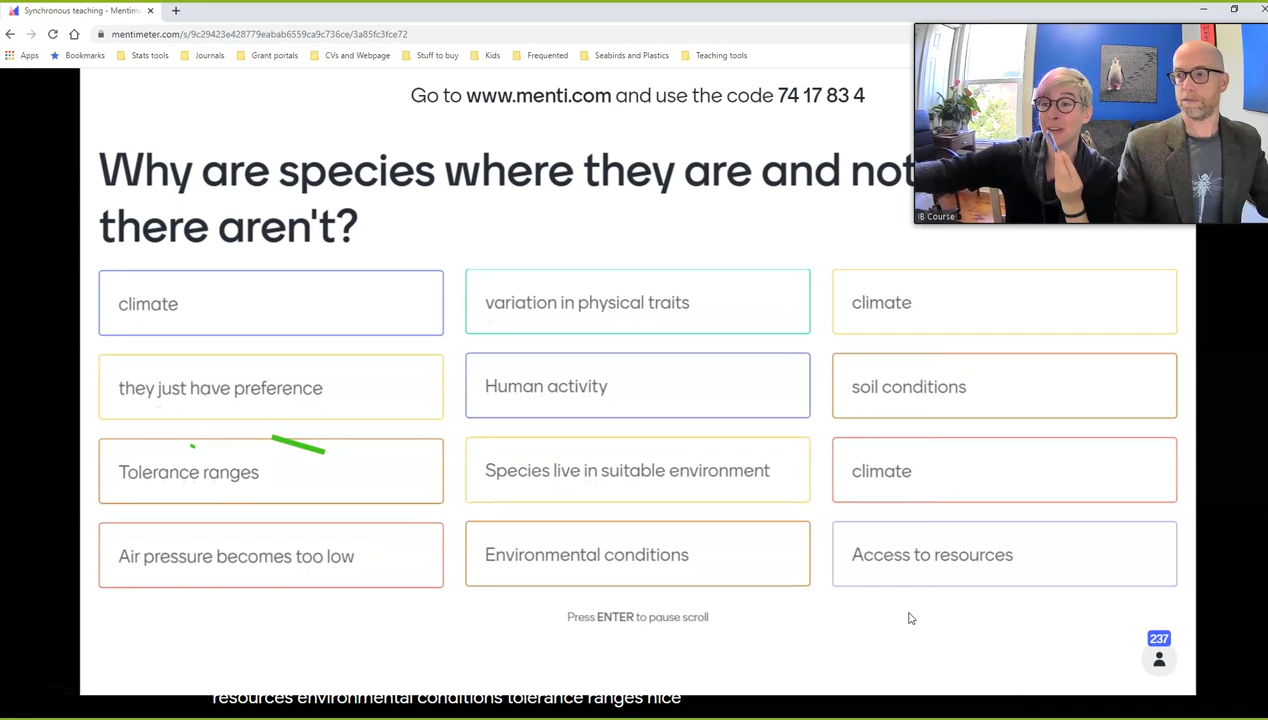 Synchronous teaching - Mentim
mentimeter.com/s/9c29423e428779eabab6559ca9c736ce/3a85fc3fce72
Apps Bookmarks Stats tools Journals Grant portals CVs and Webpage Stuff to buy Kids Frequented Seabirds and Plastics Teaching tools
Go to www.menti.com and use the code 74 17 83 4
Why are species where they are and not
there aren't?
IB Course
climate
variation in physical traits
climate
they just have preference
Human activity
soil conditions
Tolerance ranges
Species live in suitable environment
climate
Air pressure becomes too low
Environmental conditions
Access to resources
Press ENTER to pause scroll
237
resources environmental conditions tolerance ranges nice